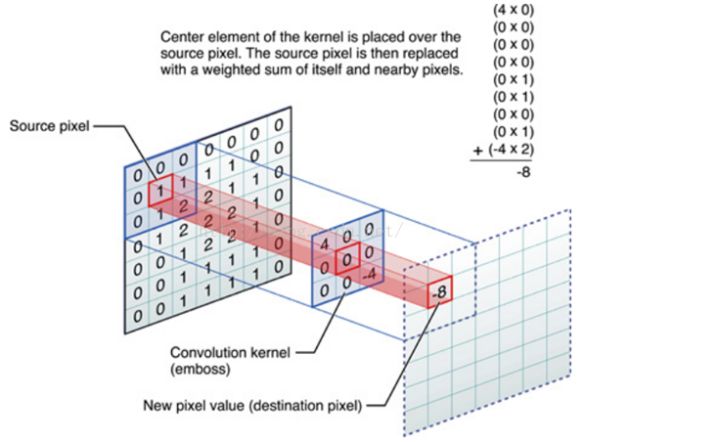 Center element of the kernel is placed over the
source pixel. The source pixel is then replaced
with a weighted sum of itself and nearby pixels.
(4 x 0)
(0 x 0)
(0 x 0)
(0 x 0)
(0 x 1)
(0 x 1)
(0 x 0)
(0 x 1)
+ (-4 x 2)
-8
Source pixel
0 0 0 0 0 0 0
0 1 1 1 1 0 0
0 1 2 2 2 1 0
0 1 2 2 2 1 0
0 0 1 2 2 1 0
0 0 1 1 1 1 0
0 0 1 1 1 1 0
4 0 0
0 0 0
0 0 -4
-8
Convolution kernel
(emboss)
New pixel value (destination pixel)